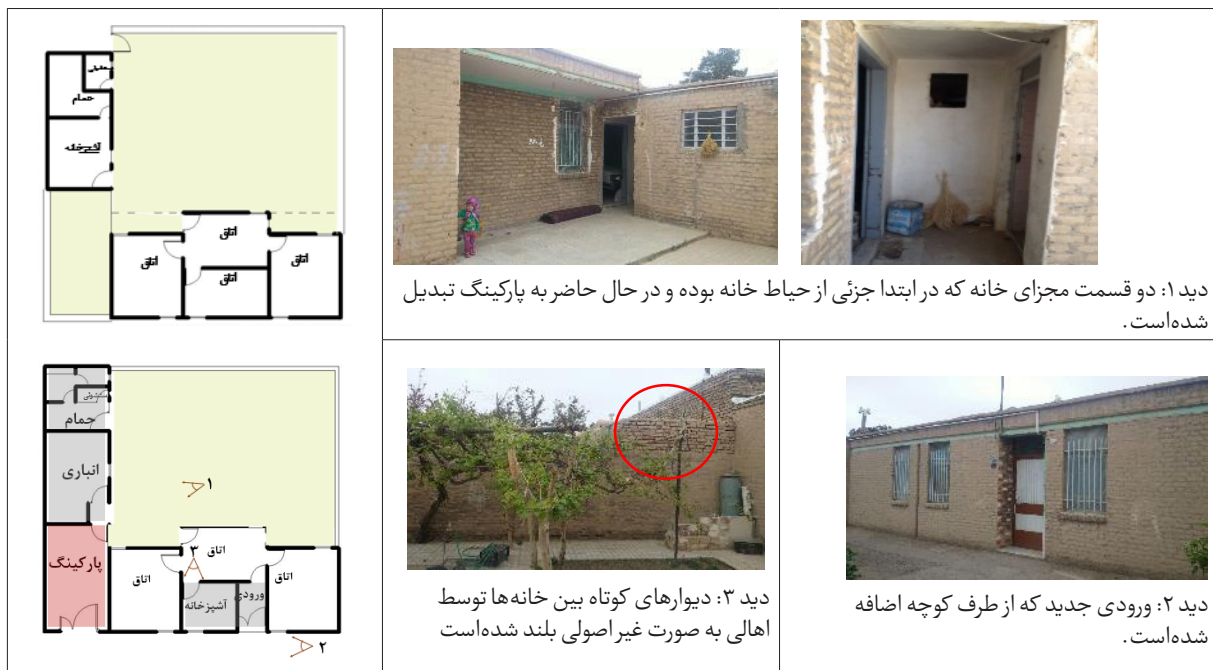 دستشویی
حمام
آشپزخانه
اتاق
اتاق
اتاق
اتاق
دید ۱: دو قسمت مجزای خانه که در ابتدا جزئی از حیاط خانه بوده و در حال حاضر به پارکینگ تبدیل
شده‌است.
حمام
انباری
۱
پارکینگ
اتاق
۳
اتاق
اتاق
آشپزخانه
ورودی
۲
دید ۳: دیوارهای کوتاه بین خانه‌ها توسط
اهالی به صورت غیر اصولی بلند شده‌است
دید ۲: ورودی جدید که از طرف کوچه اضافه
شده‌است.